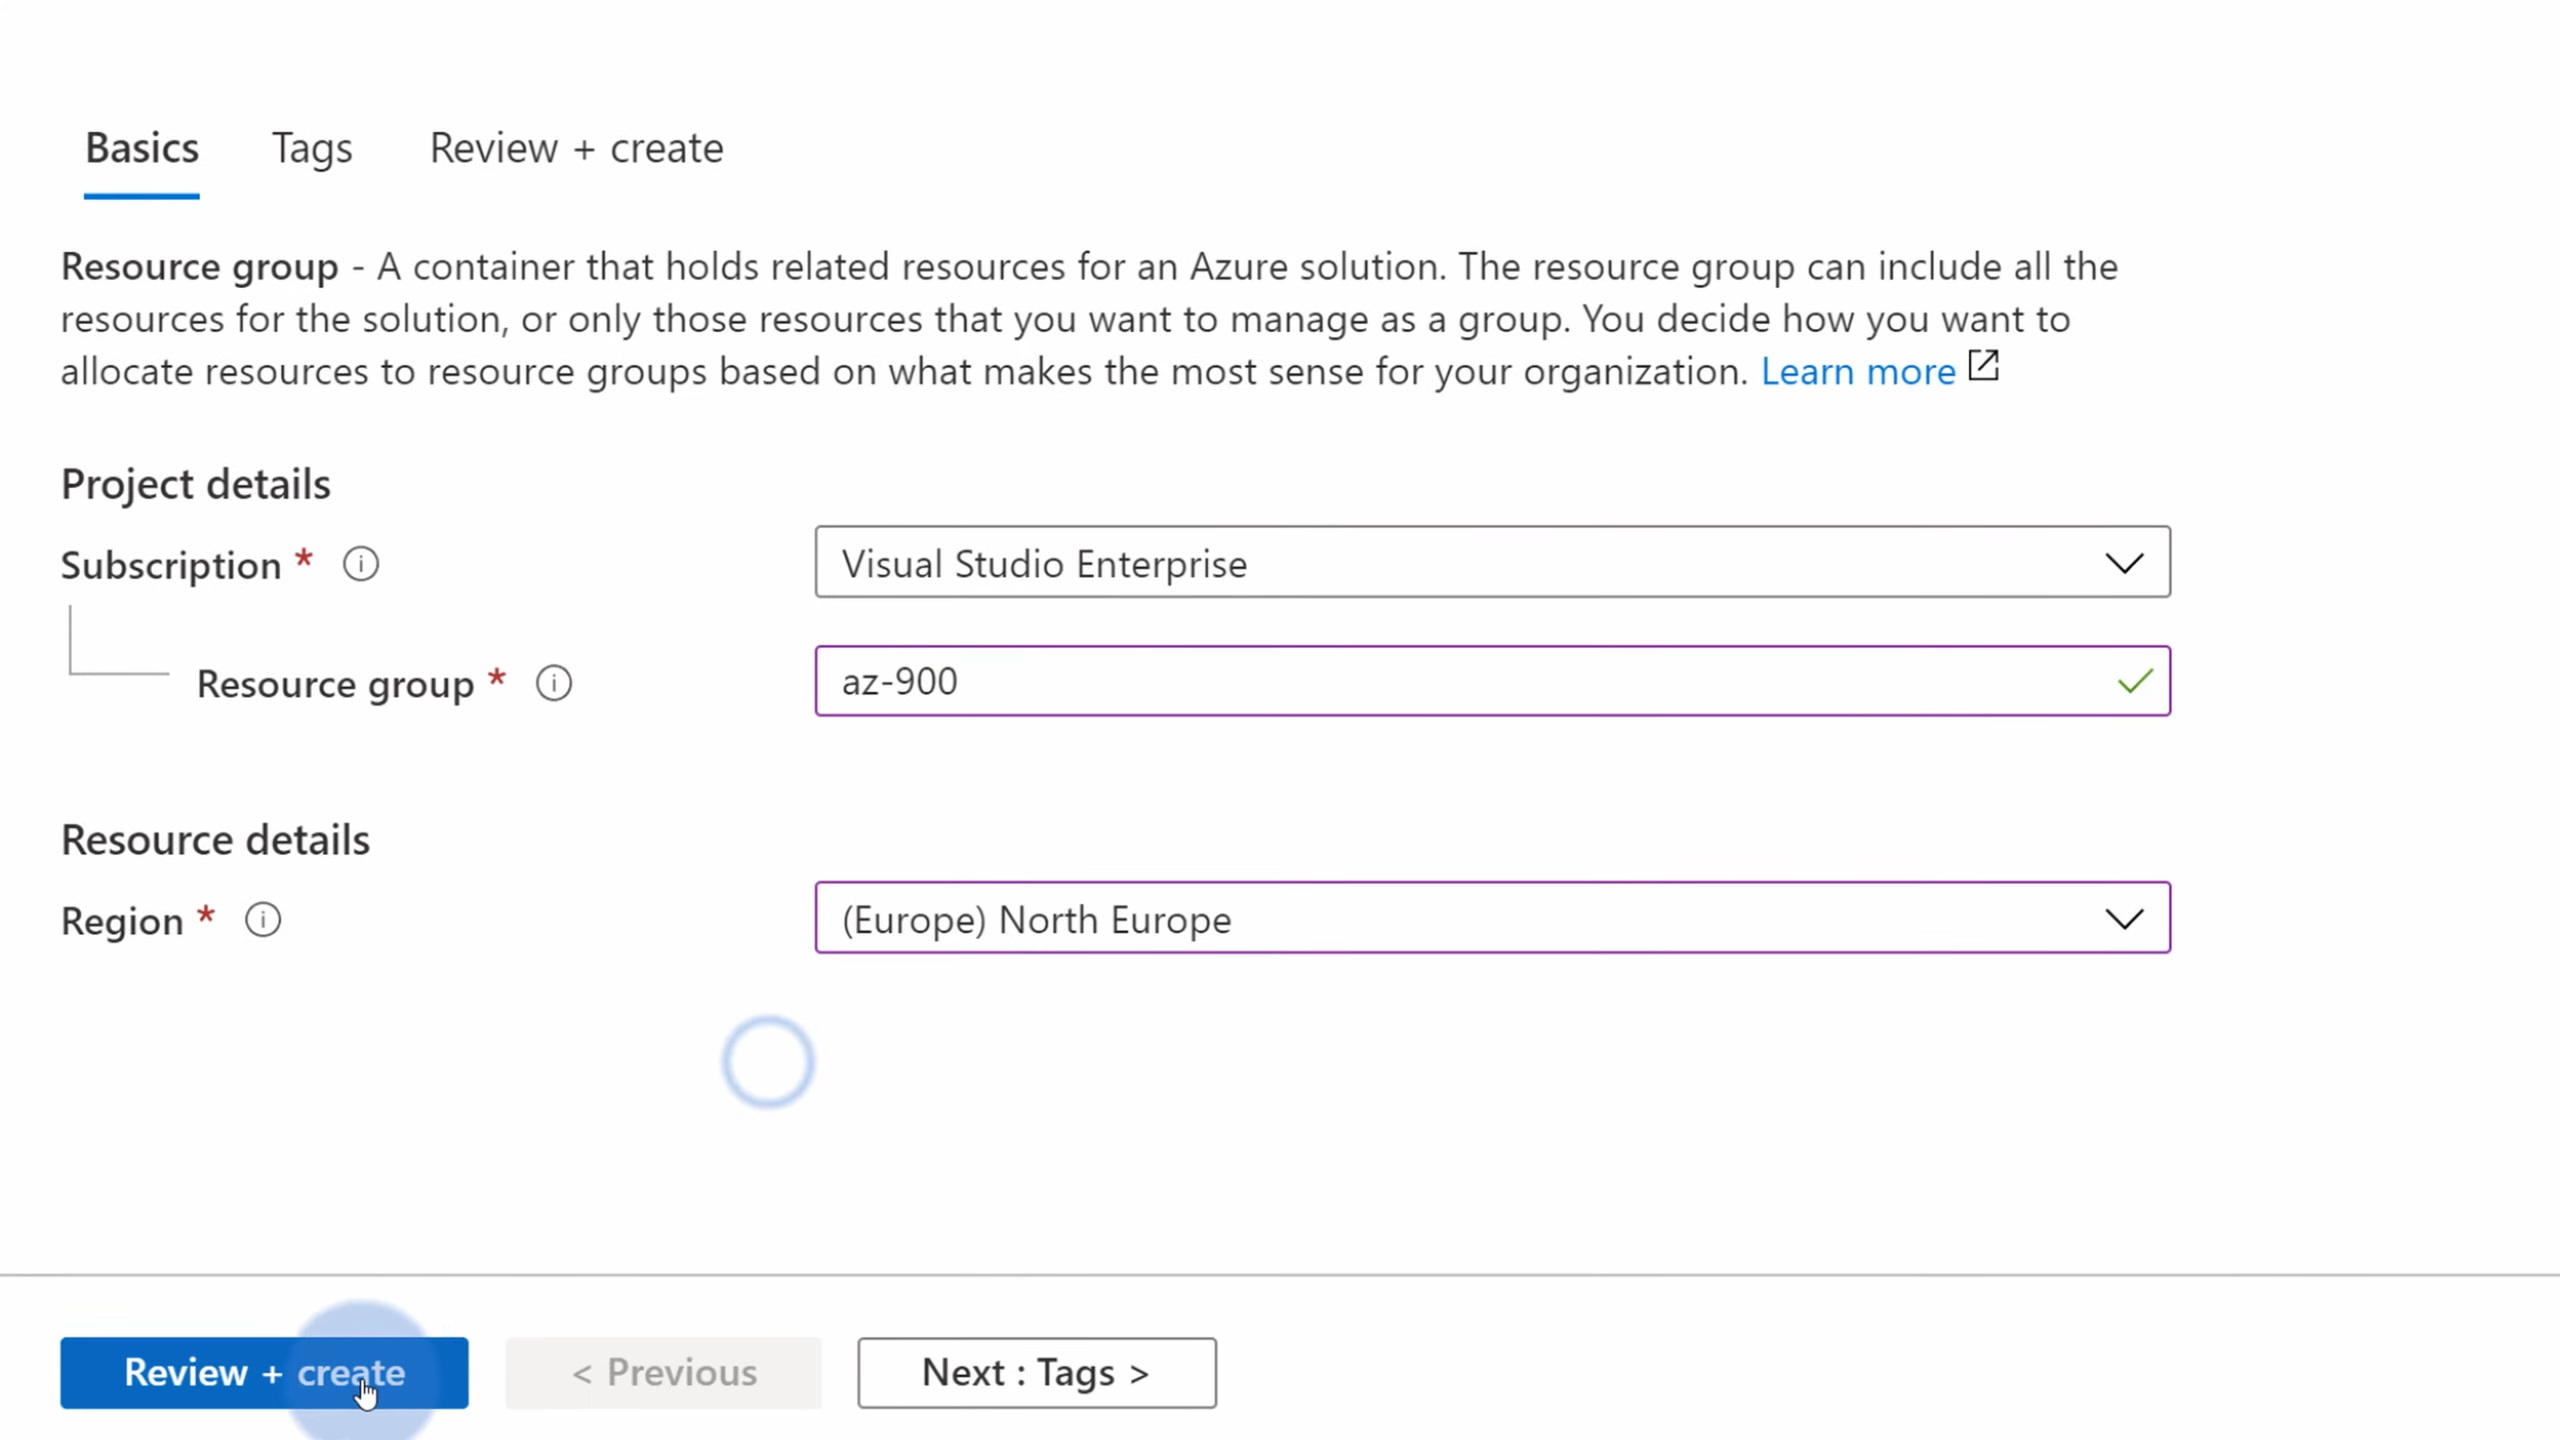 Basics Tags Review + create
Resource group - A container that holds related resources for an Azure solution. The resource group can include all the
resources for the solution, or only those resources that you want to manage as a group. You decide how you want to
allocate resources to resource groups based on what makes the most sense for your organization. Learn more
Project details
Subscription * Visual Studio Enterprise
Resource group * az-900
Resource details
Region * (Europe) North Europe
Review + create < Previous Next : Tags >